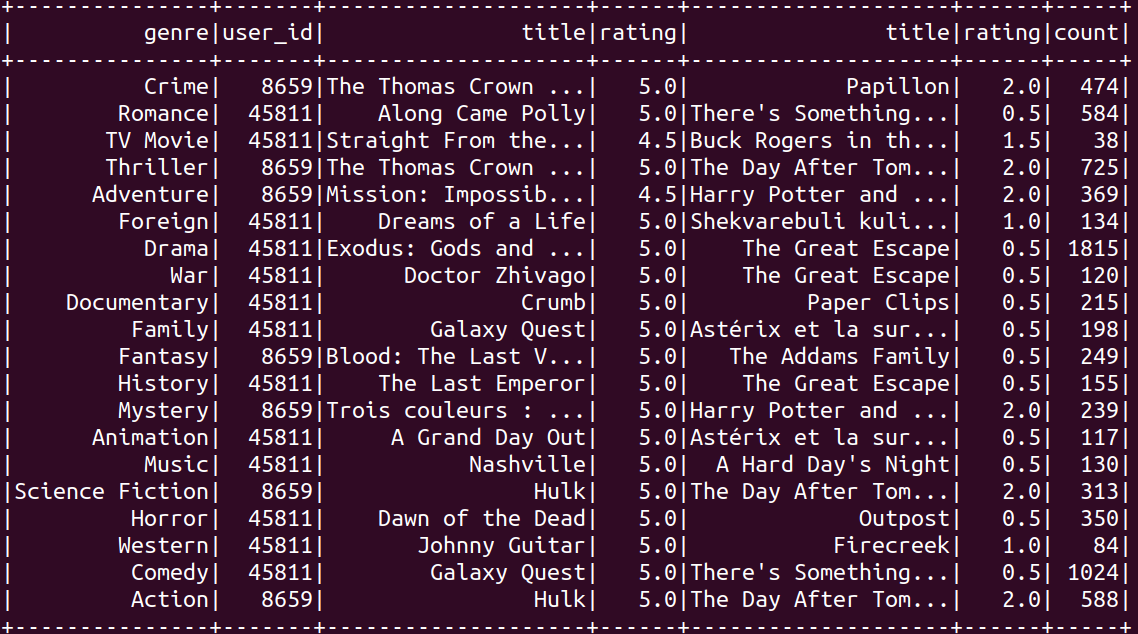 +---------------+-------+--------------------+------+--------------------+------+-----+
|          genre|user_id|               title|rating|               title|rating|count|
+---------------+-------+--------------------+------+--------------------+------+-----+
|          Crime|   8659|The Thomas Crown ...|   5.0|            Papillon|   2.0|  474|
|        Romance|  45811|    Along Came Polly|   5.0|There's Something...|   0.5|  584|
|       TV Movie|  45811|Straight From the...|   4.5|Buck Rogers in th...|   1.5|   38|
|       Thriller|   8659|The Thomas Crown ...|   5.0|The Day After Tom...|   2.0|  725|
|      Adventure|   8659|Mission: Impossib...|   4.5|Harry Potter and ...|   2.0|  369|
|        Foreign|  45811|     Dreams of a Life|   5.0|Shekvarebuli kuli...|   1.0|  134|
|          Drama|  45811|Exodus: Gods and ...|   5.0|    The Great Escape|   0.5| 1815|
|            War|  45811|      Doctor Zhivago|   5.0|    The Great Escape|   0.5|  120|
|    Documentary|  45811|               Crumb|   5.0|         Paper Clips|   0.5|  215|
|         Family|  45811|        Galaxy Quest|   5.0|Astérix et la sur...|   0.5|  198|
|        Fantasy|   8659|Blood: The Last V...|   5.0|   The Addams Family|   0.5|  249|
|        History|  45811|    The Last Emperor|   5.0|    The Great Escape|   0.5|  155|
|        Mystery|   8659|Trois couleurs : ...|   5.0|Harry Potter and ...|   2.0|  239|
|      Animation|  45811|     A Grand Day Out|   5.0|Astérix et la sur...|   0.5|  117|
|          Music|  45811|           Nashville|   5.0|  A Hard Day's Night|   0.5|  130|
|Science Fiction|   8659|                Hulk|   5.0|The Day After Tom...|   2.0|  313|
|         Horror|  45811|    Dawn of the Dead|   5.0|             Outpost|   0.5|  350|
|        Western|  45811|       Johnny Guitar|   5.0|           Firecreek|   1.0|   84|
|         Comedy|  45811|        Galaxy Quest|   5.0|There's Something...|   0.5| 1024|
|         Action|   8659|                Hulk|   5.0|The Day After Tom...|   2.0|  588|
+---------------+-------+--------------------+------+--------------------+------+-----+